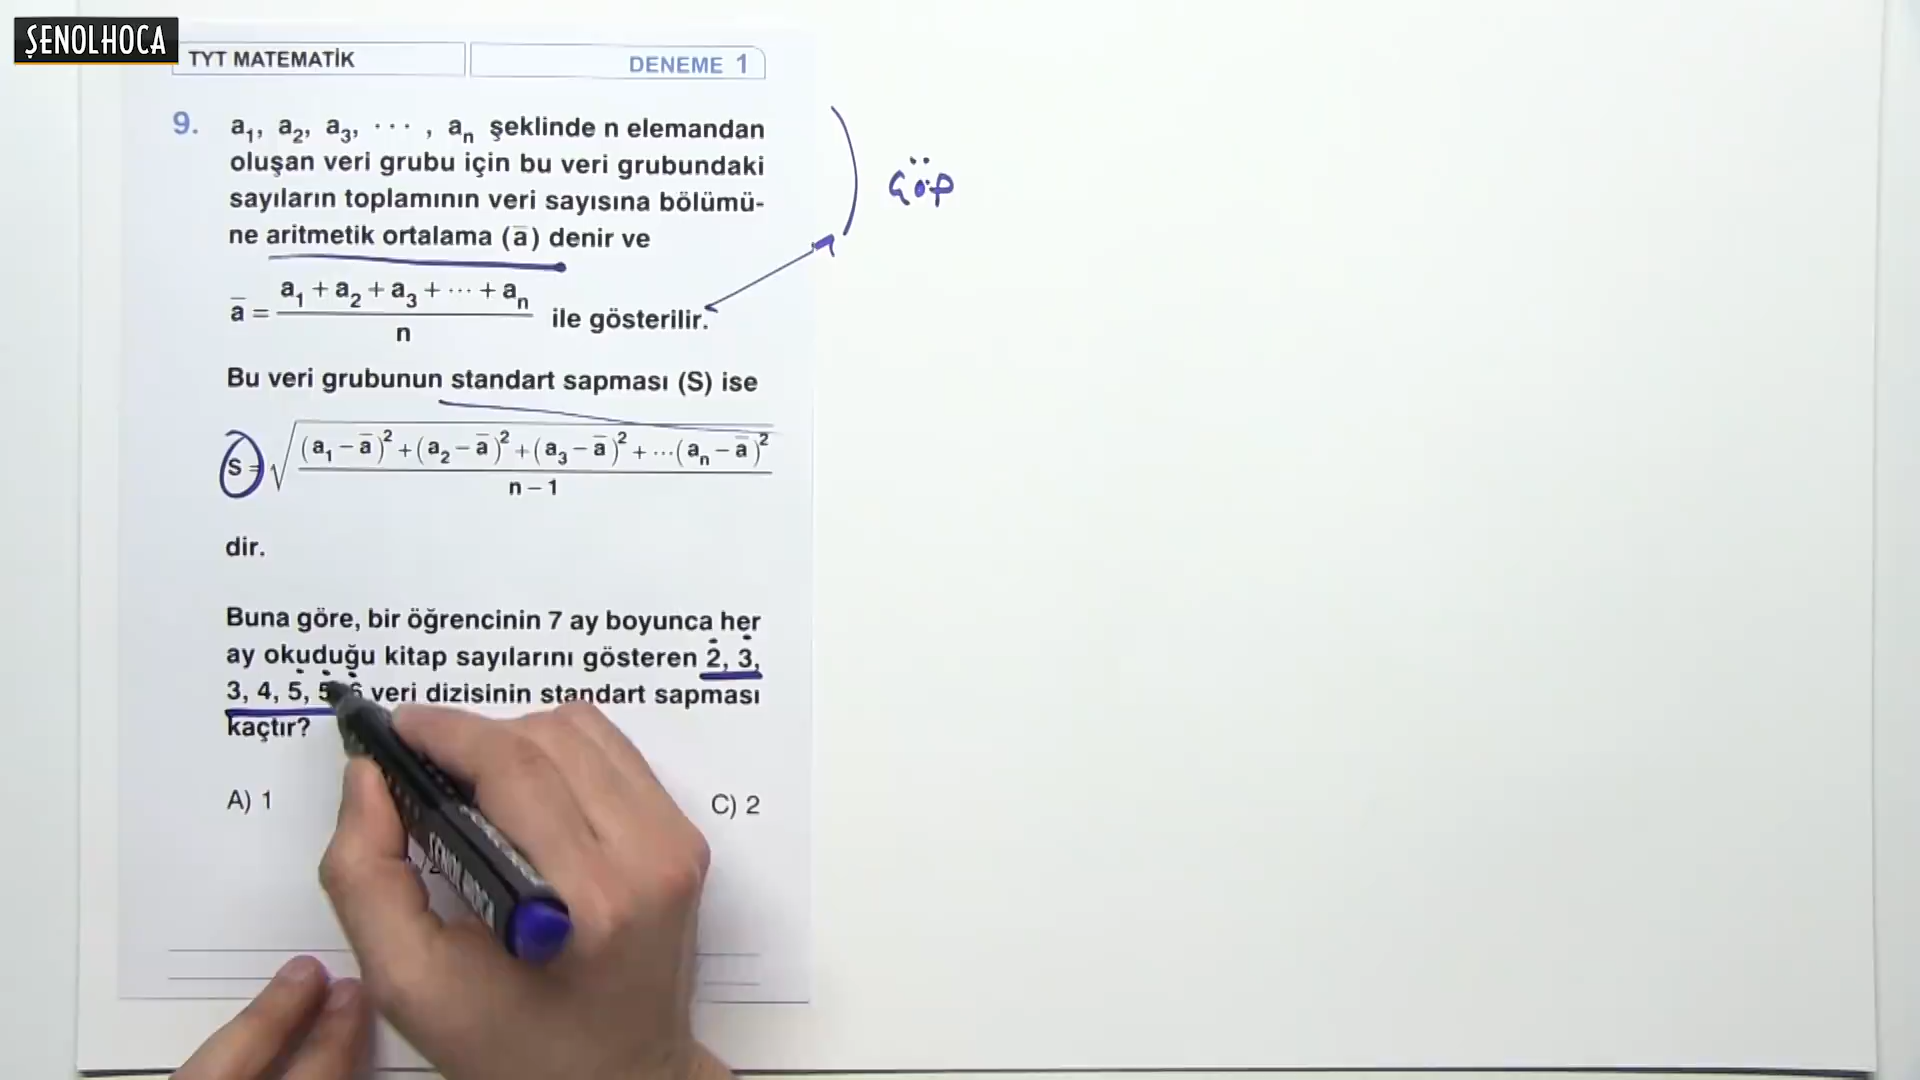 ŞENOLHOCA
TYT MATEMATİK
DENEME 1
9. a₁, a₂, a₃, ··· , aₙ şeklinde n elemandan
oluşan veri grubu için bu veri grubundaki
sayıların toplamının veri sayısına bölümü-
ne aritmetik ortalama (a̅) denir ve
a̅ = (a₁ + a₂ + a₃ + ··· + aₙ) / n ile gösterilir.
Bu veri grubunun standart sapması (S) ise
S = √(((a₁ − a̅)² + (a₂ − a̅)² + (a₃ − a̅)² + ···(aₙ − a̅)²) / (n − 1))
dir.
Buna göre, bir öğrencinin 7 ay boyunca her
ay okuduğu kitap sayılarını gösteren 2, 3,
3, 4, 5, 5, 6 veri dizisinin standart sapması
kaçtır?
A) 1
C) 2
çöp
ŞENOL HOCA